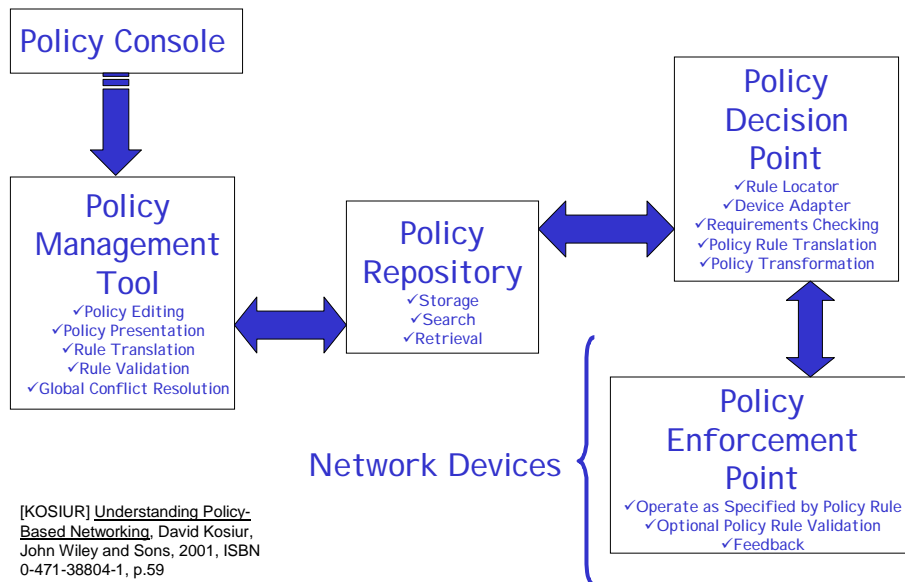 Policy Console
Policy
Management
Tool
✓Policy Editing
✓Policy Presentation
✓Rule Translation
✓Rule Validation
✓Global Conflict Resolution
Policy
Repository
✓Storage
✓Search
✓Retrieval
Policy
Decision
Point
✓Rule Locator
✓Device Adapter
✓Requirements Checking
✓Policy Rule Translation
✓Policy Transformation
Network Devices
Policy
Enforcement
Point
✓Operate as Specified by Policy Rule
✓Optional Policy Rule Validation
✓Feedback
[KOSIUR] Understanding Policy-
Based Networking, David Kosiur,
John Wiley and Sons, 2001, ISBN
0-471-38804-1, p.59